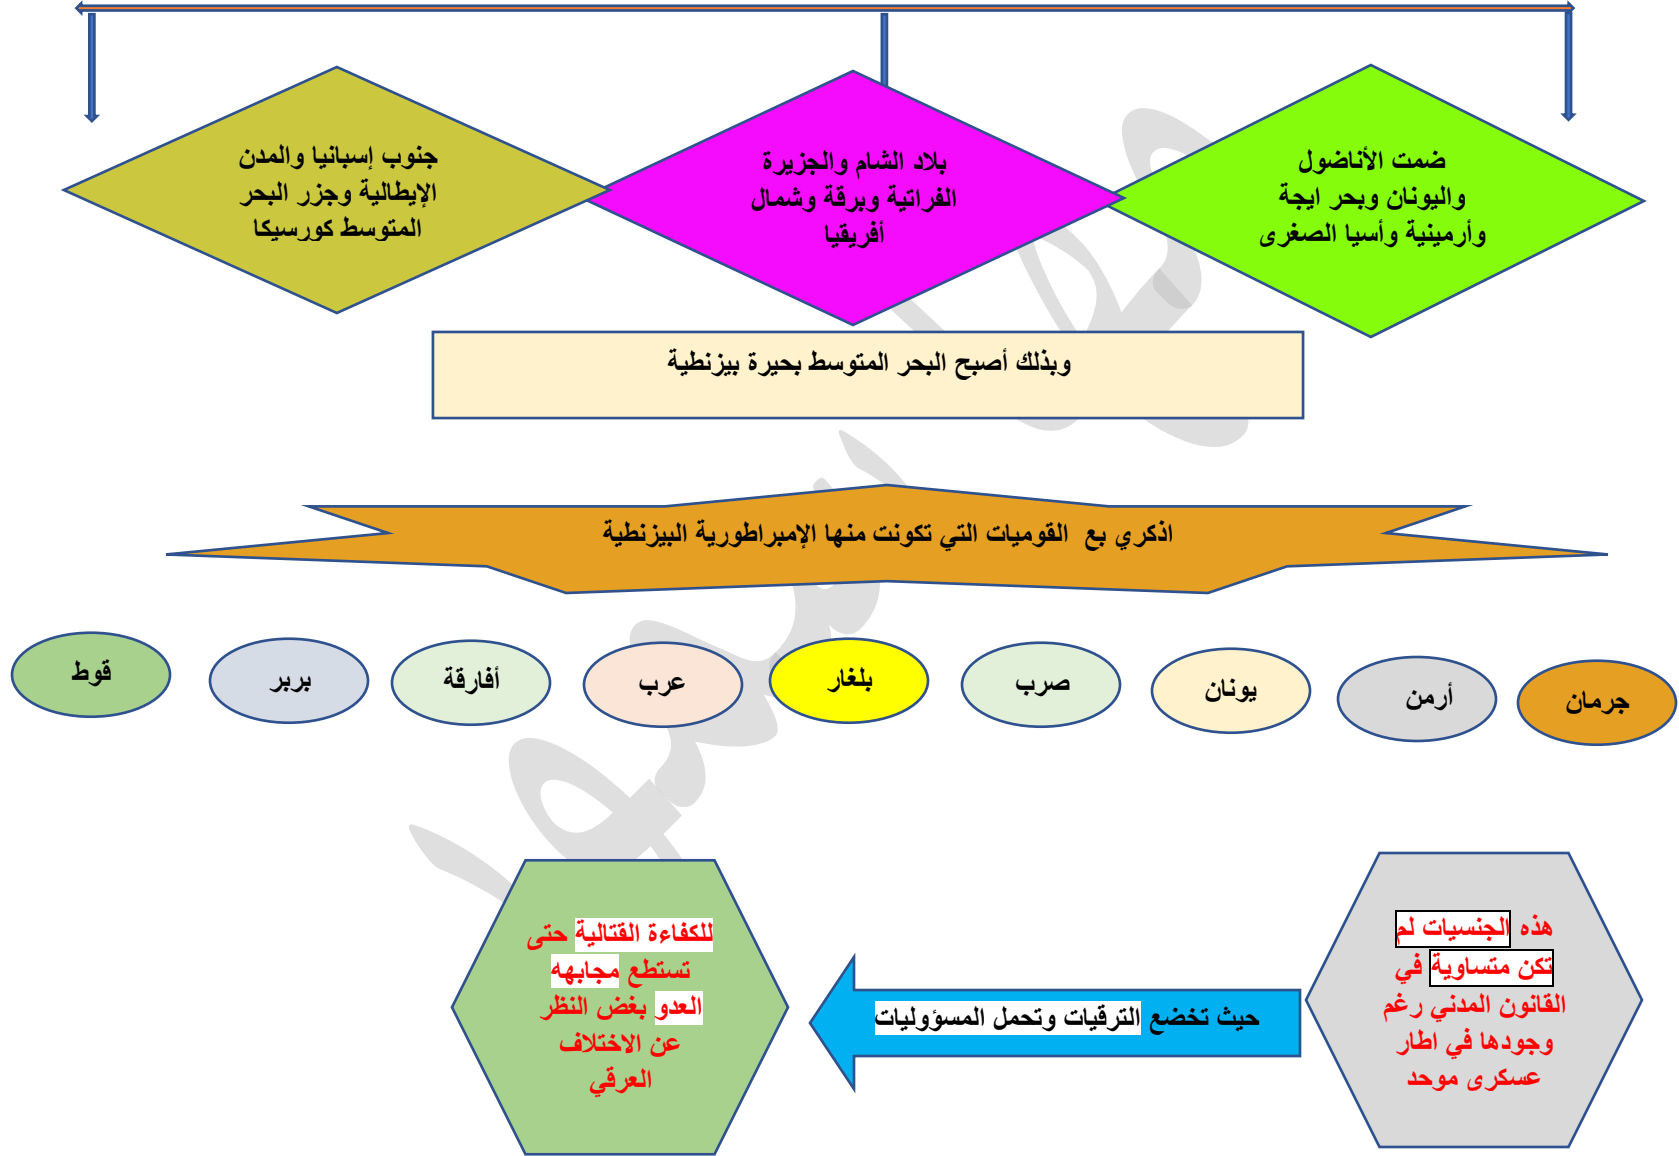 ضمت الأناضول
واليونان وبحر ايجة
وأرمينية وأسيا الصغرى
بلاد الشام والجزيرة
الفراتية وبرقة وشمال
أفريقيا
جنوب إسبانيا والمدن
الإيطالية وجزر البحر
المتوسط كورسيكا
وبذلك أصبح البحر المتوسط بحيرة بيزنطية
اذكري بع القوميات التي تكونت منها الإمبراطورية البيزنطية
جرمان
أرمن
يونان
صرب
بلغار
عرب
أفارقة
بربر
قوط
هذه الجنسيات لم
تكن متساوية في
القانون المدني رغم
وجودها في اطار
عسكرى موحد
حيث تخضع الترقيات وتحمل المسؤوليات
للكفاءة القتالية حتى
تستطع مجابهه
العدو بغض النظر
عن الاختلاف
العرقي